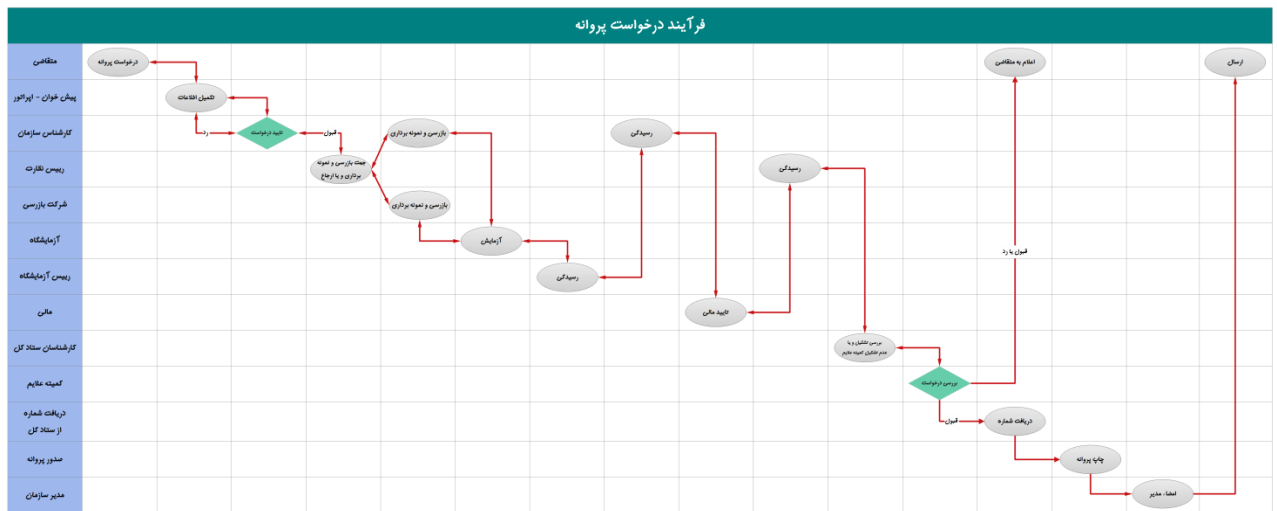 فرآیند درخواست پروانه
متقاضی
درخواست پروانه
اعلام به متقاضی
ارسال
پیش خوان - اپراتور
تکمیل اطلاعات
کارشناس سازمان
رد
تایید درخواست
قبول
بازرسی و نمونه برداری
رسیدگی
رییس نظارت
جهت بازرسی و نمونه
برداری و یا ارجاع
رسیدگی
شرکت بازرسی
بازرسی و نمونه برداری
آزمایشگاه
آزمایش
قبول یا رد
رییس آزمایشگاه
رسیدگی
مالی
تایید مالی
کارشناسان ستاد کل
بررسی تشکیل و یا
عدم تشکیل کمیته علایم
کمیته علایم
بررسی درخواست
دریافت شماره
از ستاد کل
قبول
دریافت شماره
صدور پروانه
چاپ پروانه
مدیر سازمان
امضاء مدیر